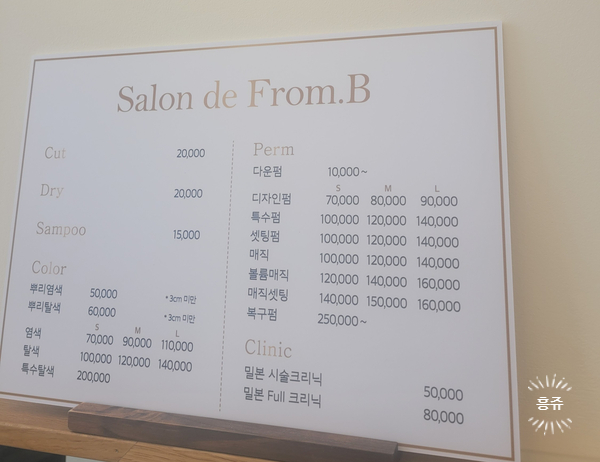 Salon de From.B
Cut 20,000
Dry 20,000
Sampoo 15,000
Color
뿌리염색 50,000 * 3cm 미만
뿌리탈색 60,000 * 3cm 미만
S M L
염색 70,000 90,000 110,000
탈색 100,000 120,000 140,000
특수탈색 200,000
Perm
다운펌 10,000~
S M L
디자인펌 70,000 80,000 90,000
특수펌 100,000 120,000 140,000
셋팅펌 100,000 120,000 140,000
매직 100,000 120,000 140,000
볼륨매직 120,000 140,000 160,000
매직셋팅 140,000 150,000 160,000
복구펌 250,000~
Clinic
밀본 시술크리닉 50,000
밀본 Full 크리닉 80,000
흥쥬